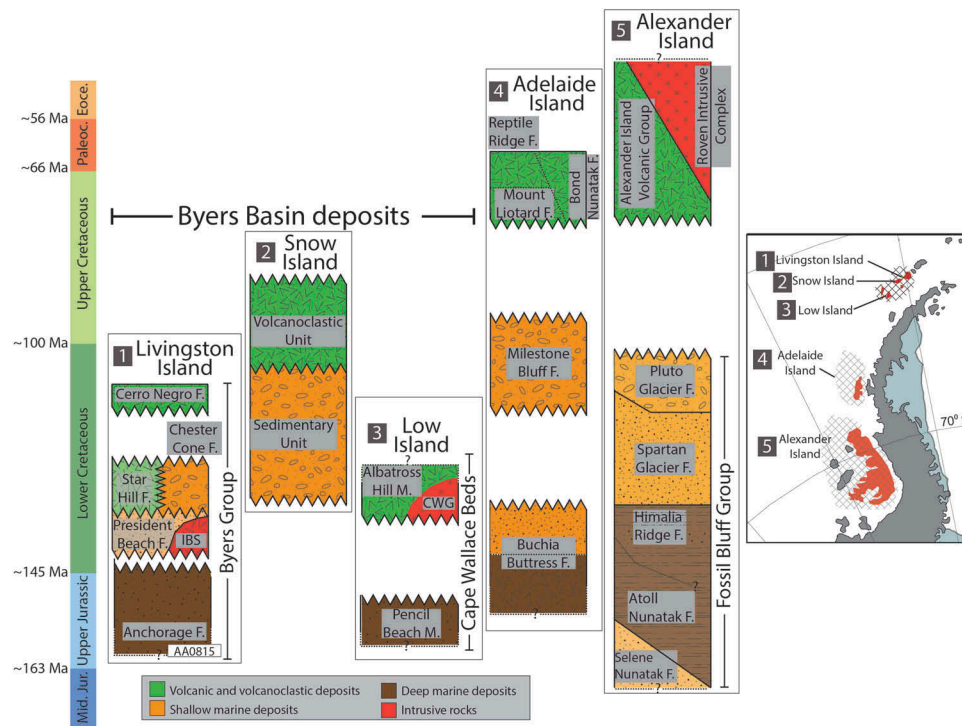 Eoce.
~56 Ma
Paleoc.
~66 Ma
Upper Cretaceous
~100 Ma
Lower Cretaceous
~145 Ma
Upper Jurassic
~163 Ma
Mid. Jur.
Byers Basin deposits
1 Livingston
Island
Cerro Negro F.
Chester
Cone F.
Star
Hill F.
President
Beach F.
IBS
Anchorage F.
?
AA0815
Byers Group
2 Snow
Island
Volcanoclastic
Unit
Sedimentary
Unit
3 Low
Island
?
Albatross
Hill M.
CWG
Pencil
Beach M.
?
Cape Wallace Beds
4 Adelaide
Island
Reptile
Ridge F.
Mount
Liotard F.
Bond
Nunatak F.
Milestone
Bluff F.
Buchia
Buttress F.
?
5 Alexander
Island
?
Alexander Island
Volcanic Group
Roven Intrusive
Complex
Pluto
Glacier F.
Spartan
Glacier F.
Himalia
Ridge F.
?
Atoll
Nunatak F.
Selene
Nunatak F.
?
Fossil Bluff Group
1 Livingston Island
2 Snow Island
3 Low Island
4 Adelaide
Island
5 Alexander
Island
70°
Volcanic and volcanoclastic deposits
Shallow marine deposits
Deep marine deposits
Intrusive rocks